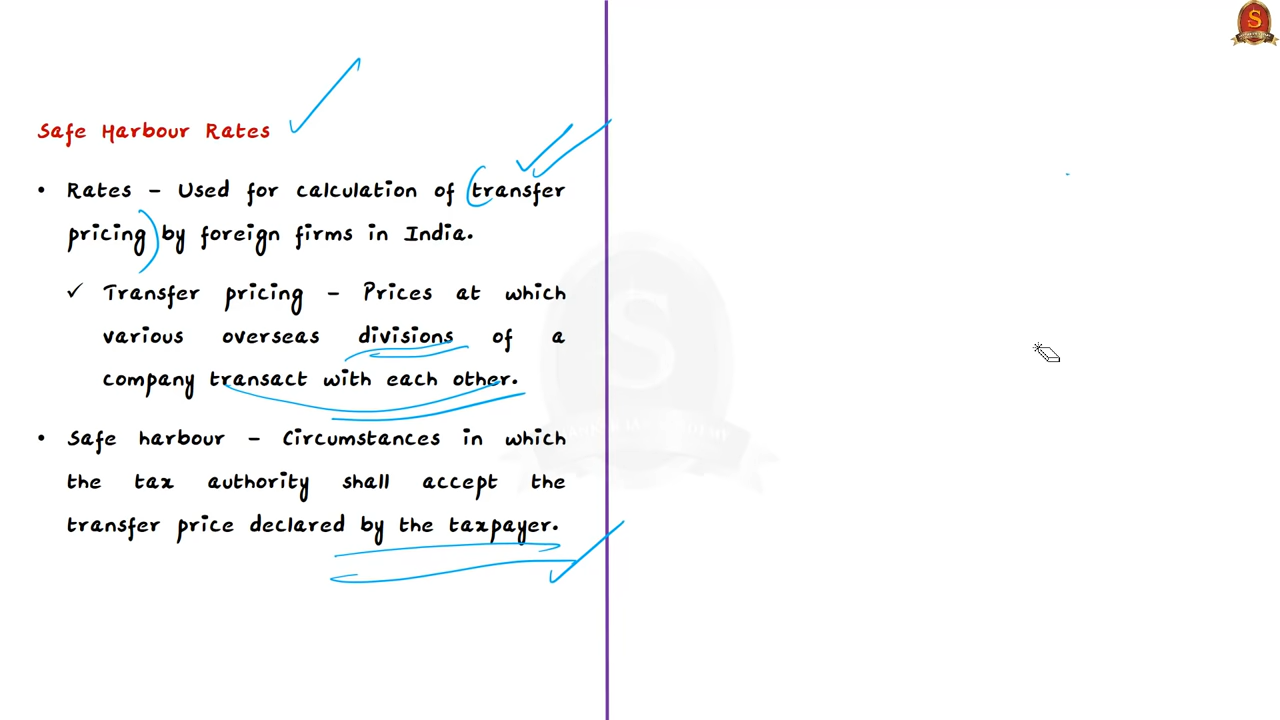 Safe Harbour Rates
• Rates - Used for calculation of transfer
pricing by foreign firms in India.
✓ Transfer pricing - Prices at which
various overseas divisions of a
company transact with each other.
• Safe harbour - Circumstances in which
the tax authority shall accept the
transfer price declared by the taxpayer.
S
S